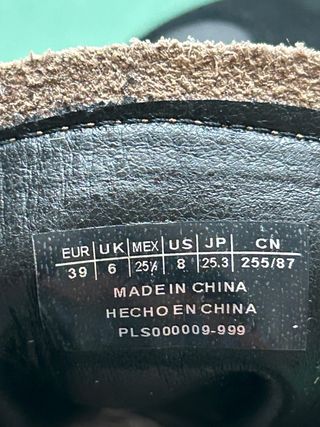 EUR UK MEX US JP CN
39 6 25½ 8 25.3 255/87
MADE IN CHINA
HECHO EN CHINA
PLS000009-999